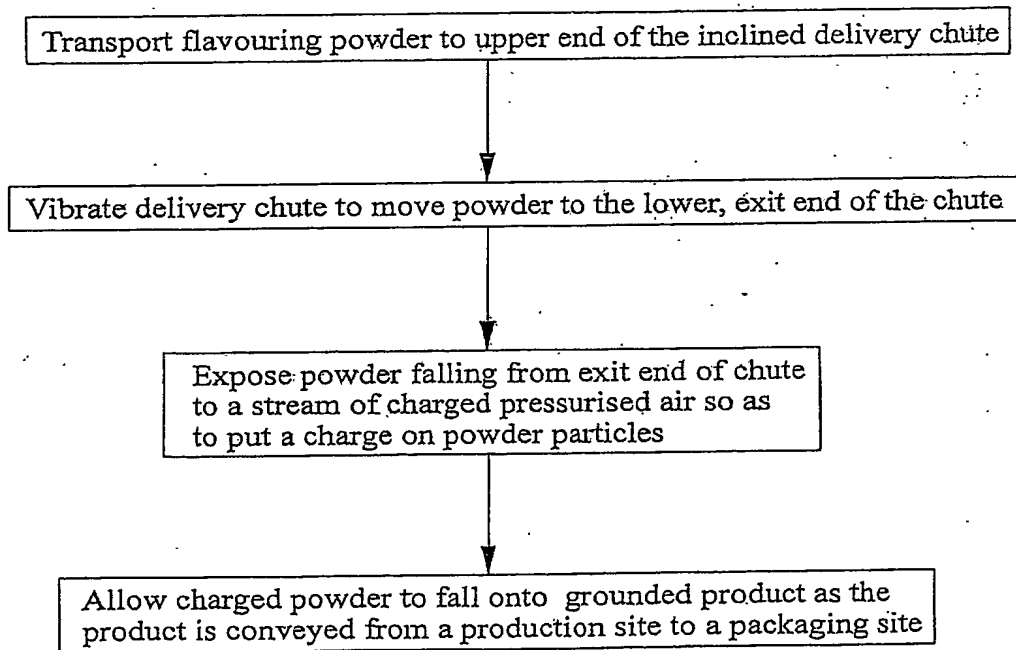 Transport flavouring powder to upper end of the inclined delivery chute
Vibrate delivery chute to move powder to the lower, exit end of the chute
Expose powder falling from exit end of chute
to a stream of charged pressurised air so as
to put a charge on powder particles
Allow charged powder to fall onto grounded product as the
product is conveyed from a production site to a packaging site